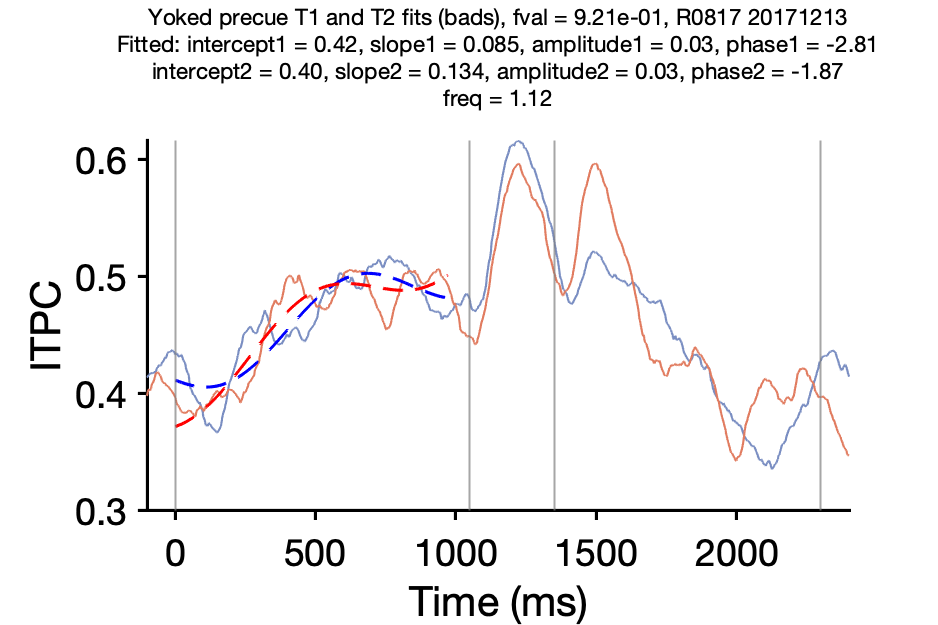 Yoked precue T1 and T2 fits (bads), fval = 9.21e-01, R0817 20171213
Fitted: intercept1 = 0.42, slope1 = 0.085, amplitude1 = 0.03, phase1 = -2.81
intercept2 = 0.40, slope2 = 0.134, amplitude2 = 0.03, phase2 = -1.87
freq = 1.12
0.6
0.5
0.4
0.3
ITPC
0 500 1000 1500 2000
Time (ms)